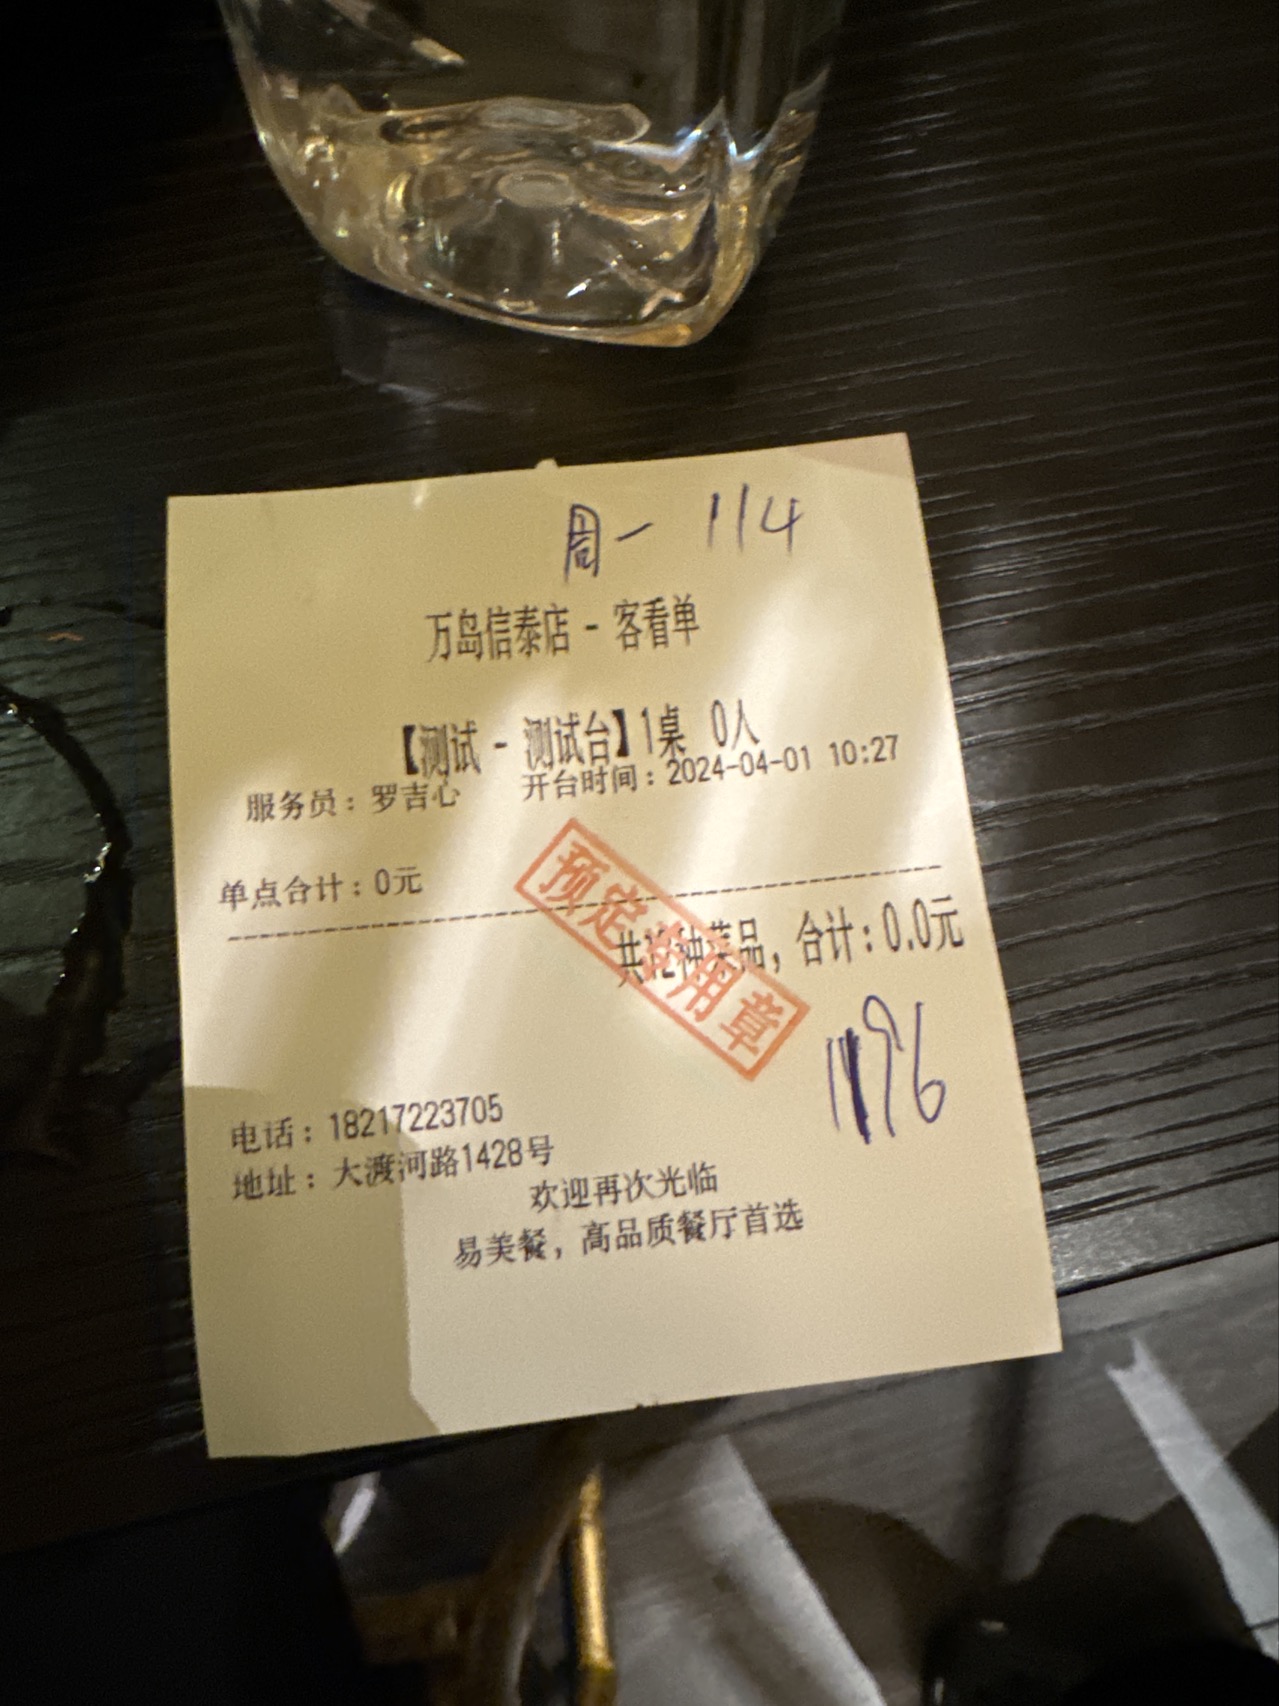 周一 114
万岛信泰店 - 客看单
【测试 - 测试台】1桌 0人
服务员：罗吉心 开台时间：2024-04-01 10:27
单点合计：0元
预定专用章
共 种菜品，合计：0.0元
电话：18217223705
地址：大渡河路1428号
欢迎再次光临
易美餐，高品质餐厅首选